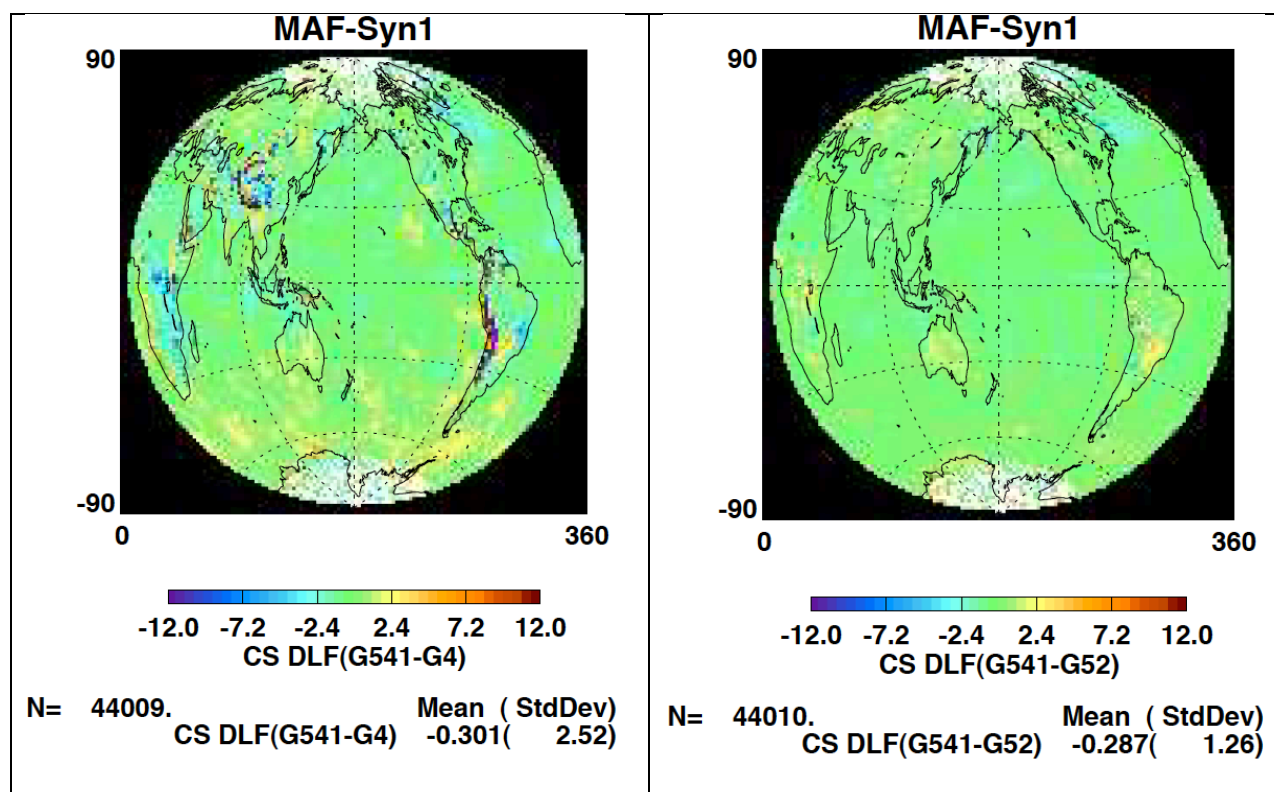 MAF-Syn1
90
-90
0 360
-12.0 -7.2 -2.4 2.4 7.2 12.0
CS DLF(G541-G4)
N= 44009. Mean ( StdDev)
CS DLF(G541-G4) -0.301( 2.52)
MAF-Syn1
90
-90
0 360
-12.0 -7.2 -2.4 2.4 7.2 12.0
CS DLF(G541-G52)
N= 44010. Mean ( StdDev)
CS DLF(G541-G52) -0.287( 1.26)